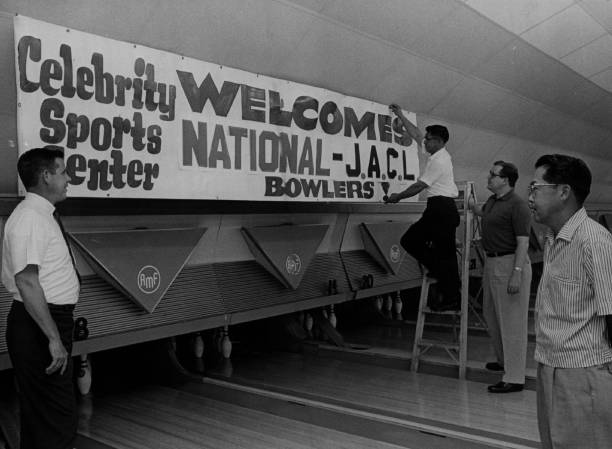 Celebrity
Sports
Center
WELCOMES
NATIONAL - J.A.C.L.
BOWLERS
AMF
AMF